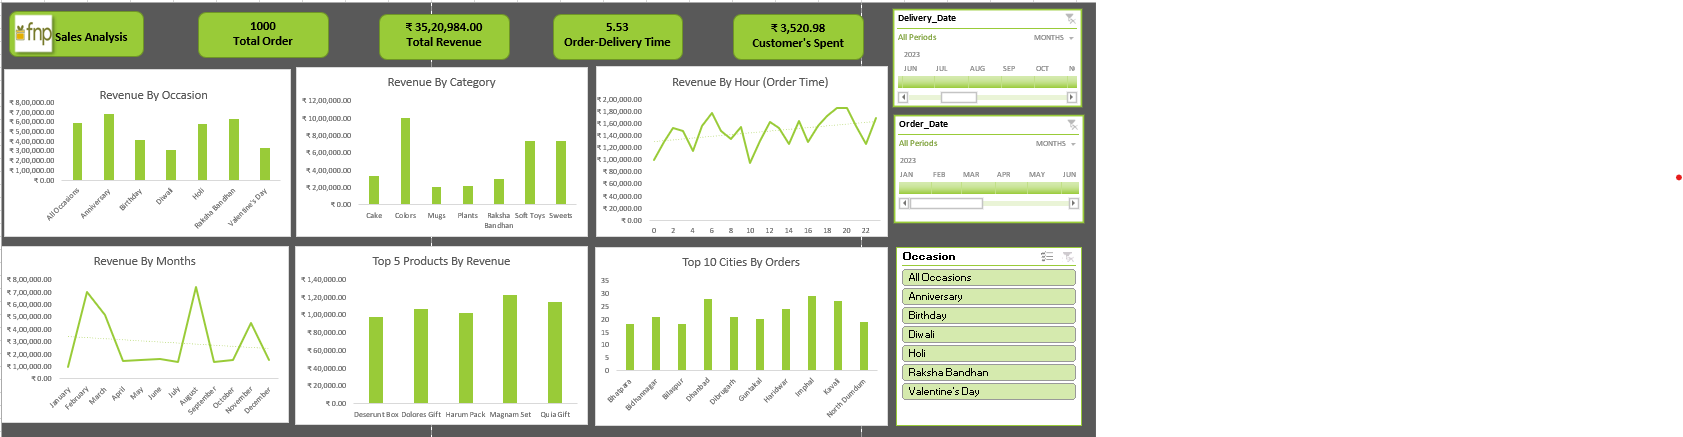 fnp Sales Analysis
1000
Total Order
₹ 35,20,984.00
Total Revenue
5.53
Order-Delivery Time
₹ 3,520.98
Customer's Spent
Delivery_Date
All Periods
MONTHS
2023
JUN JUL AUG SEP OCT
Order_Date
All Periods
MONTHS
2023
JAN FEB MAR APR MAY JUN
Revenue By Occasion
₹ 8,00,000.00
₹ 7,00,000.00
₹ 6,00,000.00
₹ 5,00,000.00
₹ 4,00,000.00
₹ 3,00,000.00
₹ 2,00,000.00
₹ 1,00,000.00
₹ 0.00
All Occasions
Anniversary
Birthday
Diwali
Holi
Raksha Bandhan
Valentine's Day
Revenue By Category
₹ 12,00,000.00
₹ 10,00,000.00
₹ 8,00,000.00
₹ 6,00,000.00
₹ 4,00,000.00
₹ 2,00,000.00
₹ 0.00
Cake Colors Mugs Plants Raksha Soft Toys Sweets
Bandhan
Revenue By Hour (Order Time)
₹ 2,00,000.00
₹ 1,80,000.00
₹ 1,60,000.00
₹ 1,40,000.00
₹ 1,20,000.00
₹ 1,00,000.00
₹ 80,000.00
₹ 60,000.00
₹ 40,000.00
₹ 20,000.00
₹ 0.00
0 2 4 6 8 10 12 14 16 18 20 22
Revenue By Months
₹ 8,00,000.00
₹ 7,00,000.00
₹ 6,00,000.00
₹ 5,00,000.00
₹ 4,00,000.00
₹ 3,00,000.00
₹ 2,00,000.00
₹ 1,00,000.00
₹ 0.00
January
February
March
April
May
June
July
August
September
October
November
December
Top 5 Products By Revenue
₹ 1,40,000.00
₹ 1,20,000.00
₹ 1,00,000.00
₹ 80,000.00
₹ 60,000.00
₹ 40,000.00
₹ 20,000.00
₹ 0.00
Deserunt Box Dolores Gift Harum Pack Magnam Set Quia Gift
Top 10 Cities By Orders
35
30
25
20
15
10
5
0
Bhatpara
Bidhannagar
Bilaspur
Dhanbad
Dibrugarh
Guntakal
Haridwar
Imphal
Kavali
North Dumdum
Occasion
All Occasions
Anniversary
Birthday
Diwali
Holi
Raksha Bandhan
Valentine's Day